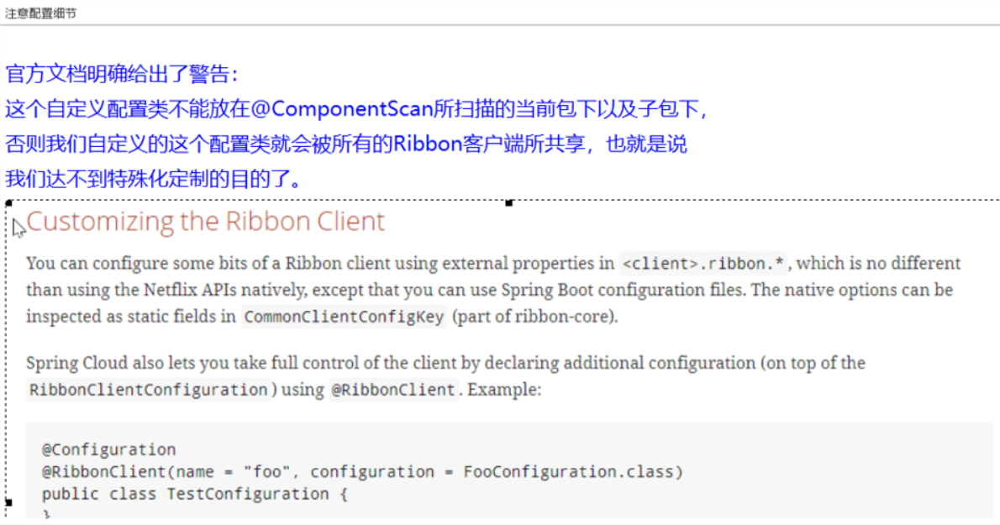 注意配置细节
官方文档明确给出了警告：
这个自定义配置类不能放在@ComponentScan所扫描的当前包下以及子包下，
否则我们自定义的这个配置类就会被所有的Ribbon客户端所共享，也就是说
我们达不到特殊化定制的目的了。
Customizing the Ribbon Client
You can configure some bits of a Ribbon client using external properties in <client>.ribbon.*, which is no different
than using the Netflix APIs natively, except that you can use Spring Boot configuration files. The native options can be
inspected as static fields in CommonClientConfigKey (part of ribbon-core).
Spring Cloud also lets you take full control of the client by declaring additional configuration (on top of the
RibbonClientConfiguration) using @RibbonClient. Example:
@Configuration
@RibbonClient(name = "foo", configuration = FooConfiguration.class)
public class TestConfiguration {
}